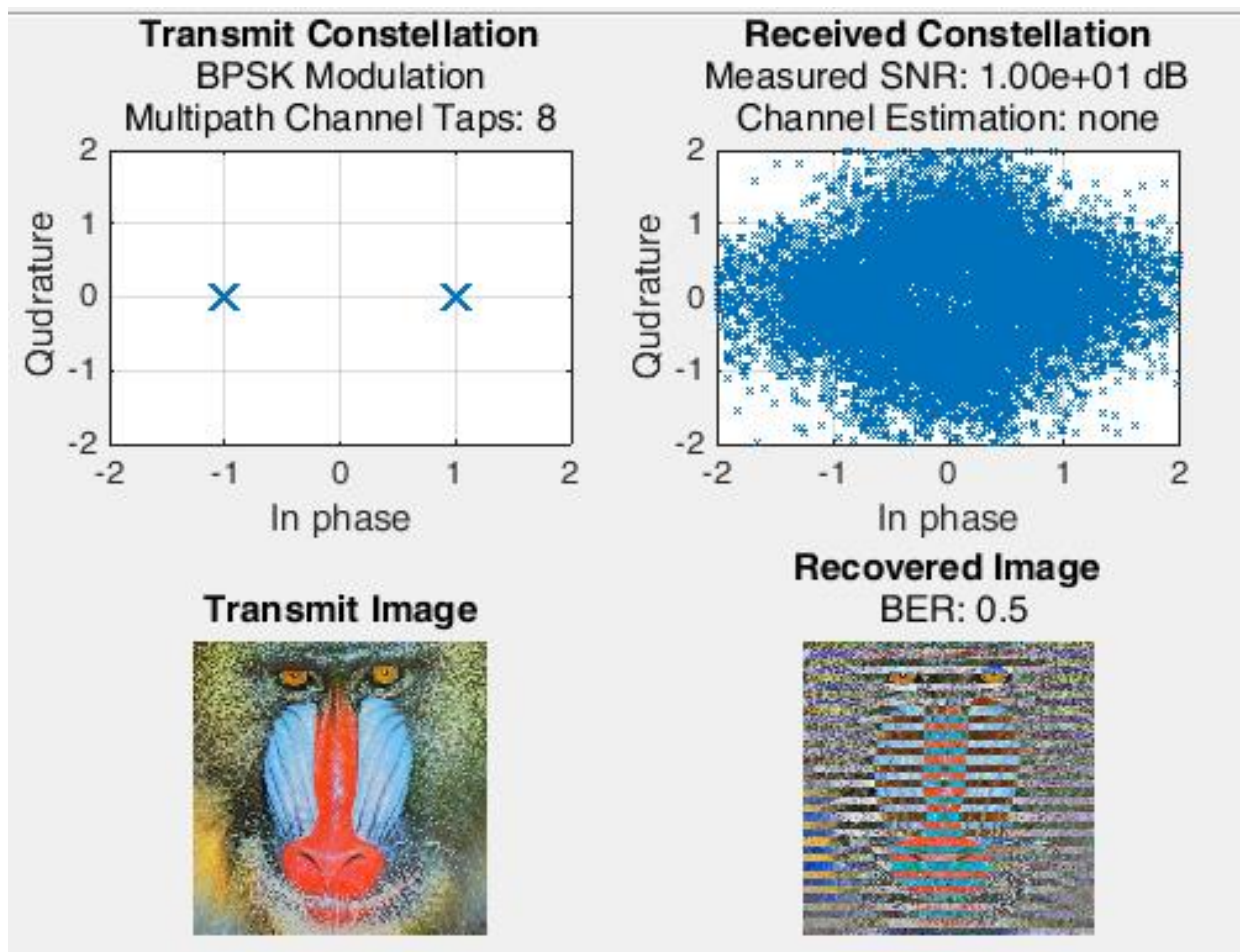 Transmit Constellation
BPSK Modulation
Multipath Channel Taps: 8
2
1
0
-1
-2
Qudrature
-2
-1
0
1
2
In phase
Received Constellation
Measured SNR: 1.00e+01 dB
Channel Estimation: none
2
1
0
-1
-2
Qudrature
-2
-1
0
1
2
In phase
Transmit Image
Recovered Image
BER: 0.5